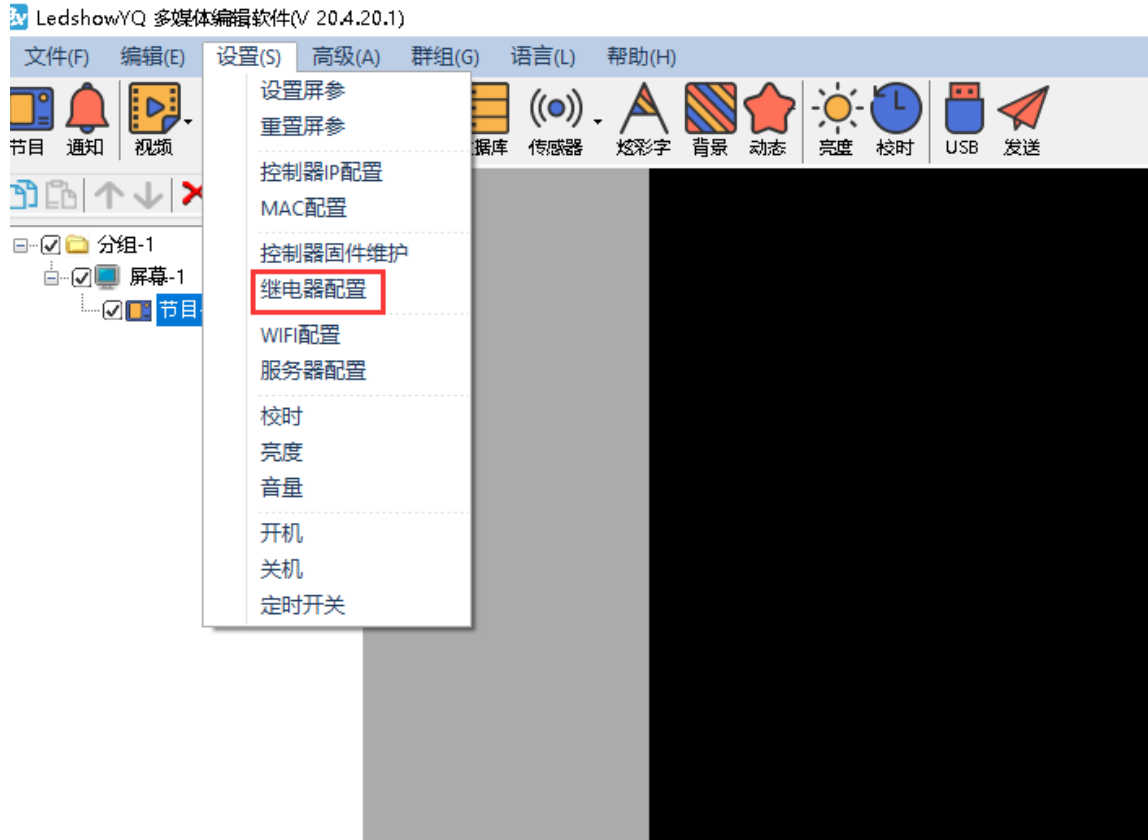 LedshowYQ 多媒体编辑软件(V 20.4.20.1)
文件(F) 编辑(E) 设置(S) 高级(A) 群组(G) 语言(L) 帮助(H)
节目 通知 视频 据库 传感器 炫彩字 背景 动态 亮度 校时 USB 发送
设置屏参
重置屏参
控制器IP配置
MAC配置
控制器固件维护
继电器配置
WIFI配置
服务器配置
校时
亮度
音量
开机
关机
定时开关
分组-1
屏幕-1
节目-